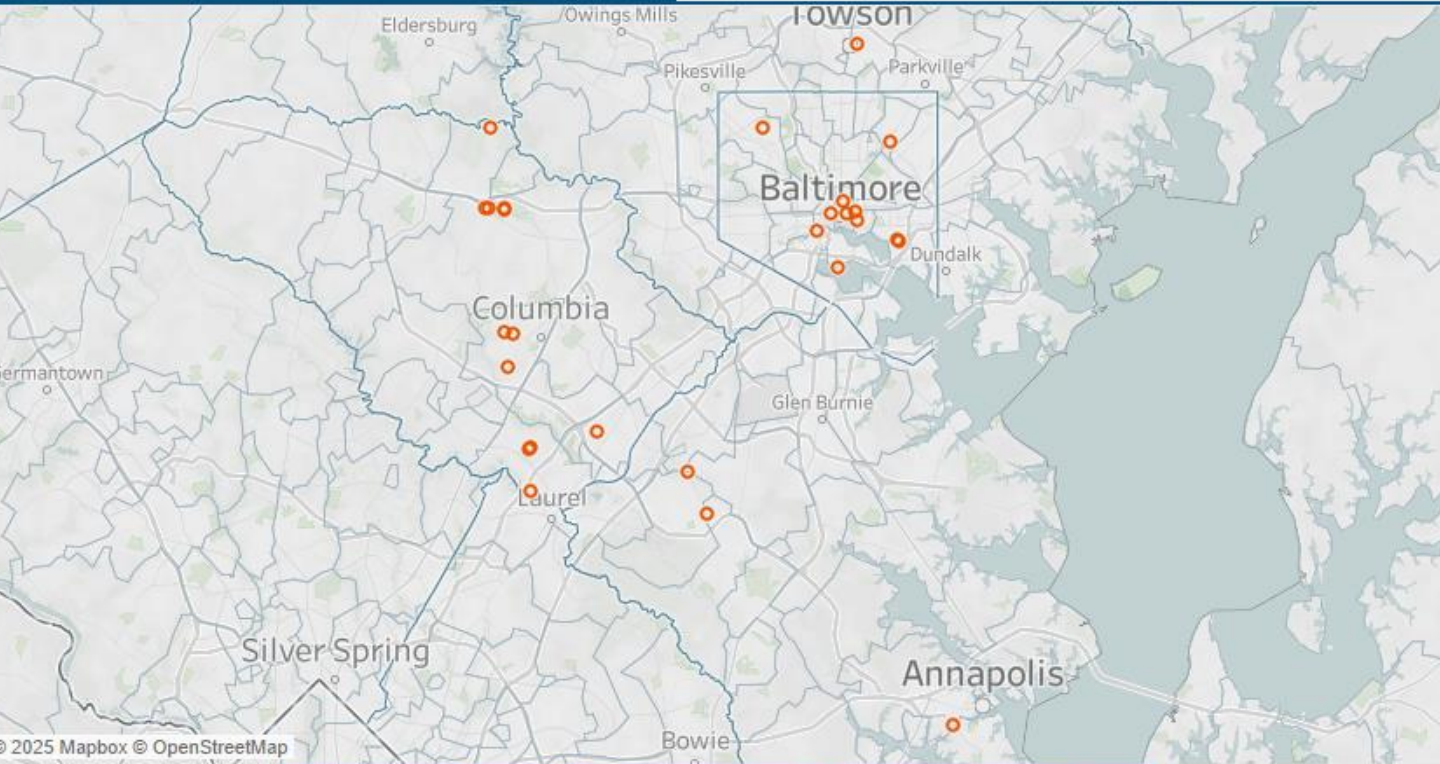 Towson
Owings Mills
Eldersburg
Pikesville
Parkville
Baltimore
Dundalk
Columbia
ermantown
Glen Burnie
Laurel
Silver Spring
Annapolis
Bowie
© 2025 Mapbox © OpenStreetMap